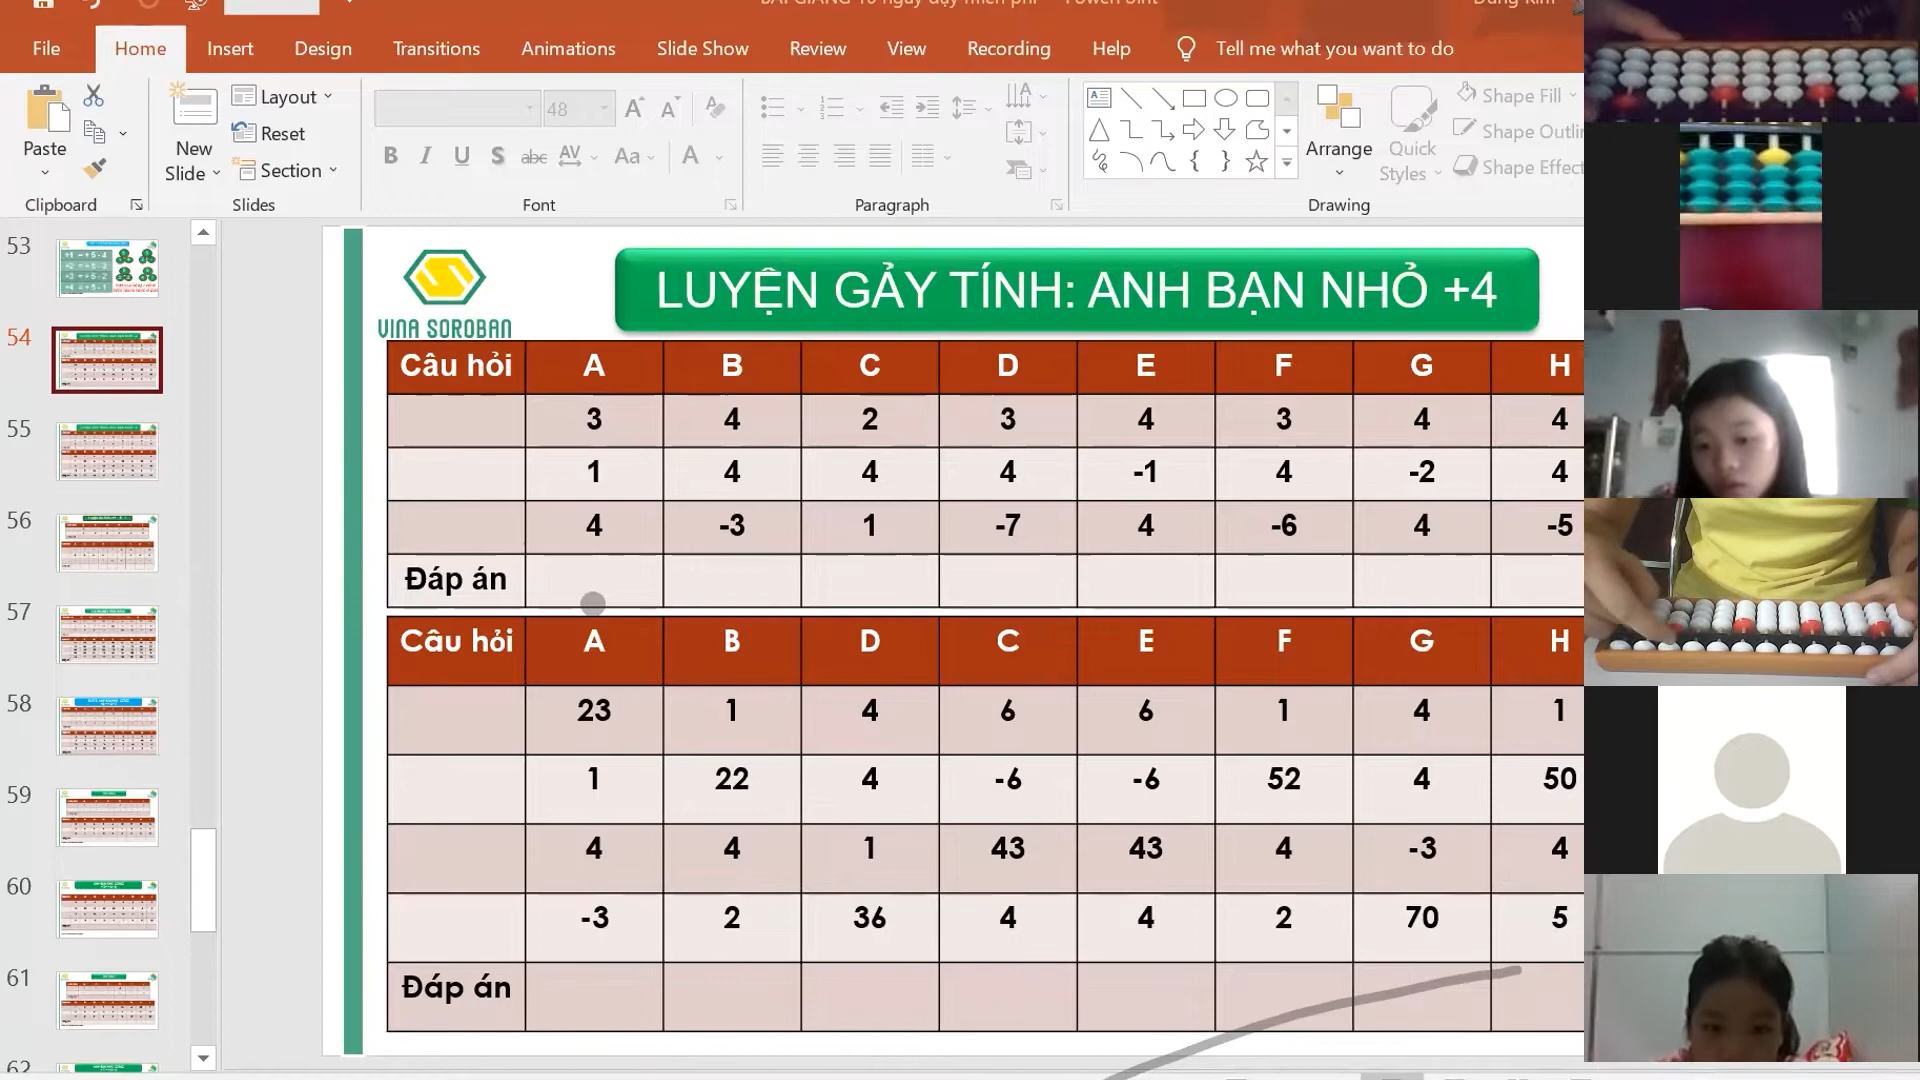 File Home Insert Design Transitions Animations Slide Show Review View Recording Help Tell me what you want to do
Paste
New Slide
Layout
Reset
Section
48
B I U S abc AV Aa A
Arrange
Quick Styles
Shape Fill
Shape Outli
Shape Effect
Clipboard Slides Font Paragraph Drawing
53
54
55
56
57
58
59
60
61
62
VINA SOROBAN
LUYỆN GẢY TÍNH: ANH BẠN NHỎ +4
Câu hỏi A B C D E F G H
3 4 2 3 4 3 4 4
1 4 4 4 -1 4 -2 4
4 -3 1 -7 4 -6 4 -5
Đáp án
Câu hỏi A B D C E F G H
23 1 4 6 6 1 4 1
1 22 4 -6 -6 52 4 50
4 4 1 43 43 4 -3 4
-3 2 36 4 4 2 70 5
Đáp án